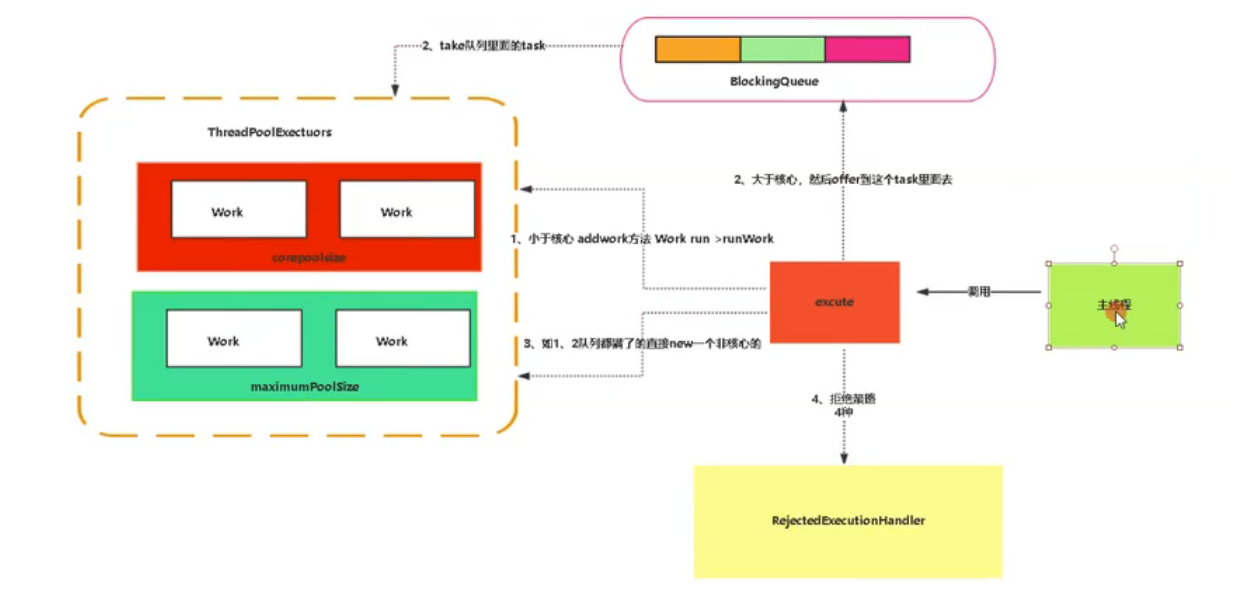 2、take队列里面的task
BlockingQueue
ThreadPoolExectuors
Work
Work
corepoolsize
2、大于核心，然后offer到这个task里面去
1、小于核心 addwork方法 Work run >runWork
excute
调用
主线程
Work
Work
maximumPoolSize
3、如1、2队列都满了的直接new一个非核心的
4、拒绝策略
4种
RejectedExecutionHandler